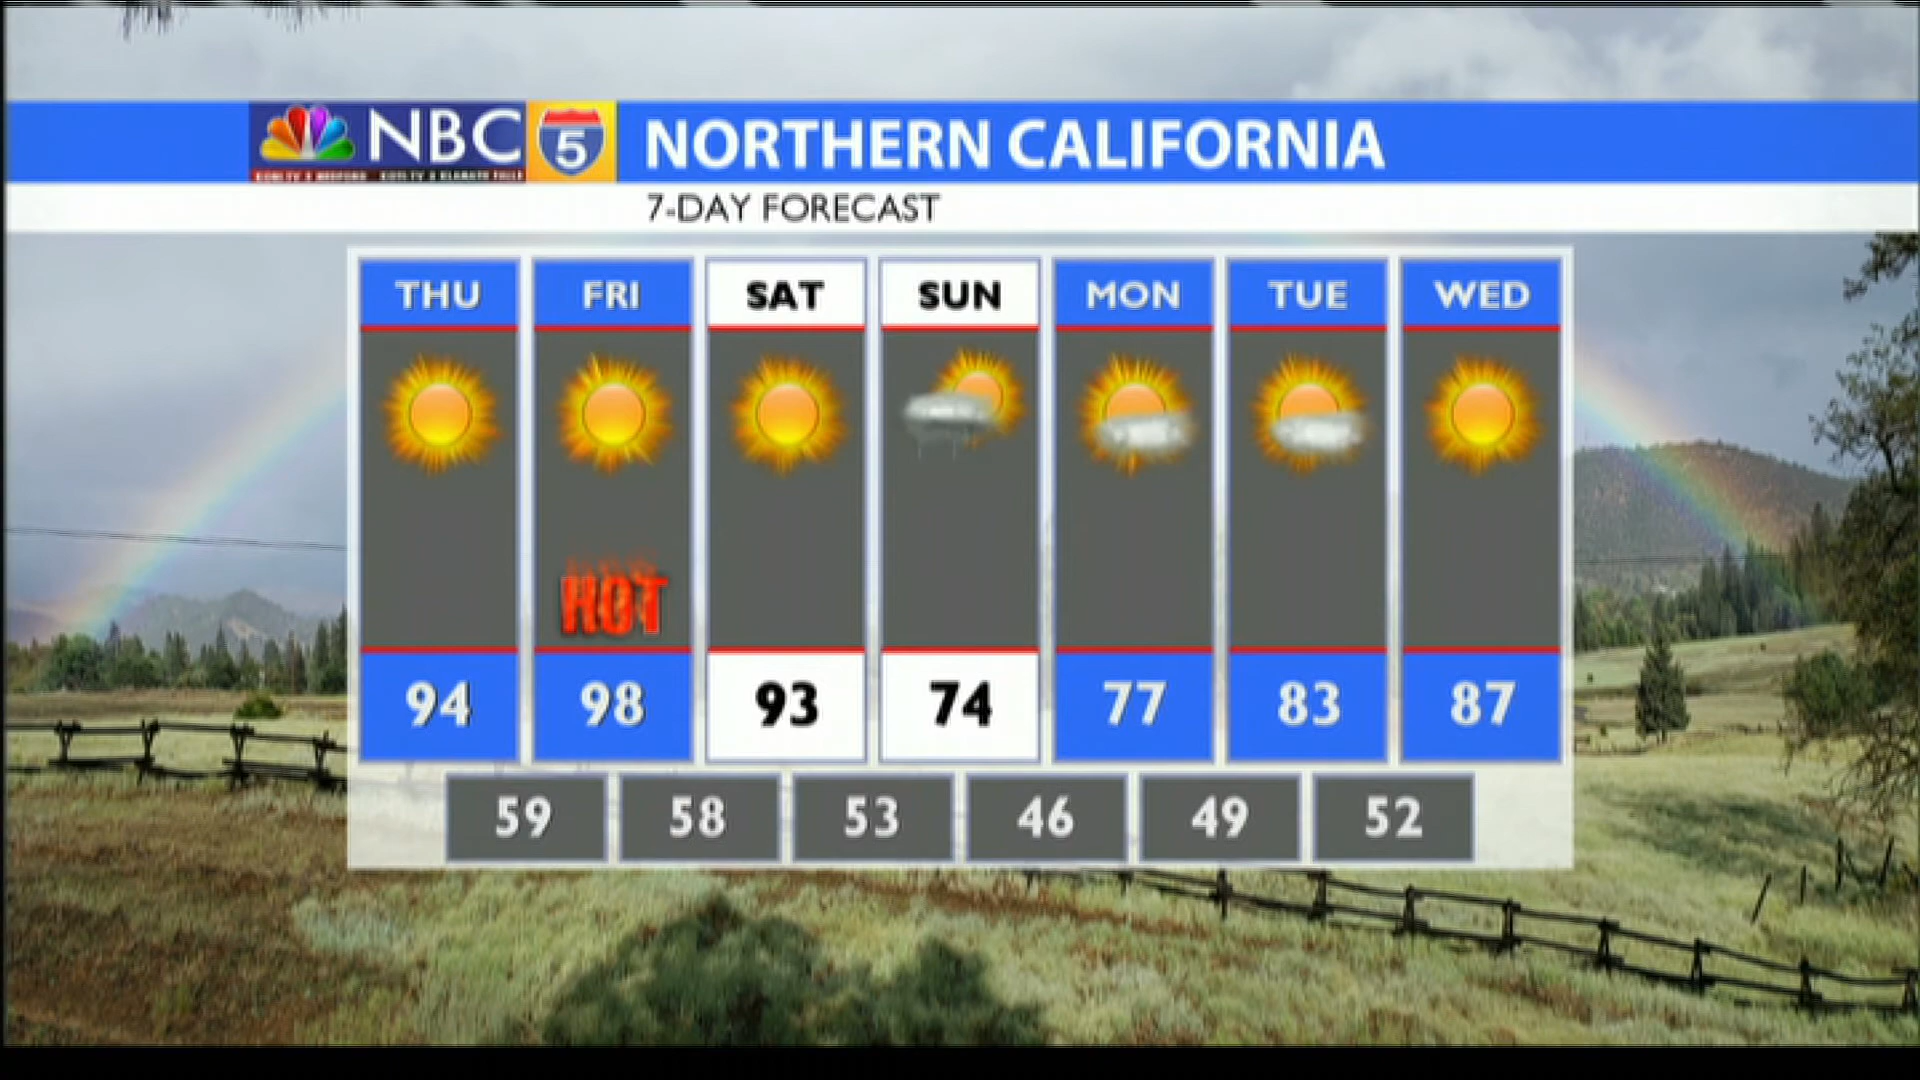 NBC 5 NORTHERN CALIFORNIA
7-DAY FORECAST
THU FRI SAT SUN MON TUE WED
HOT
94 98 93 74 77 83 87
59 58 53 46 49 52